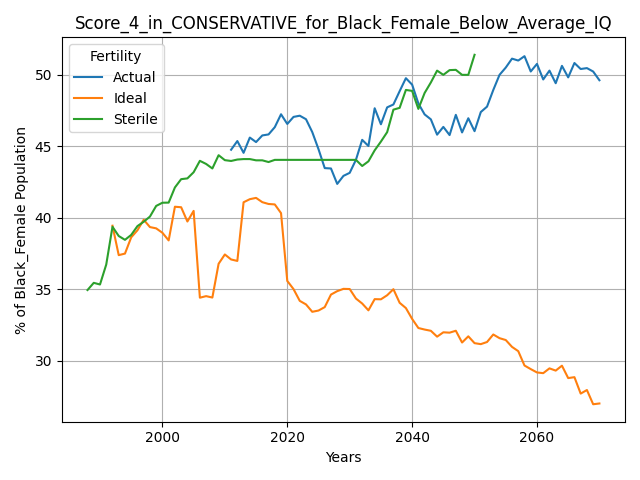 Score_4_in_CONSERVATIVE_for_Black_Female_Below_Average_IQ
Fertility
Actual
Ideal
Sterile
% of Black_Female Population
50
45
40
35
30
2000
2020
2040
2060
Years